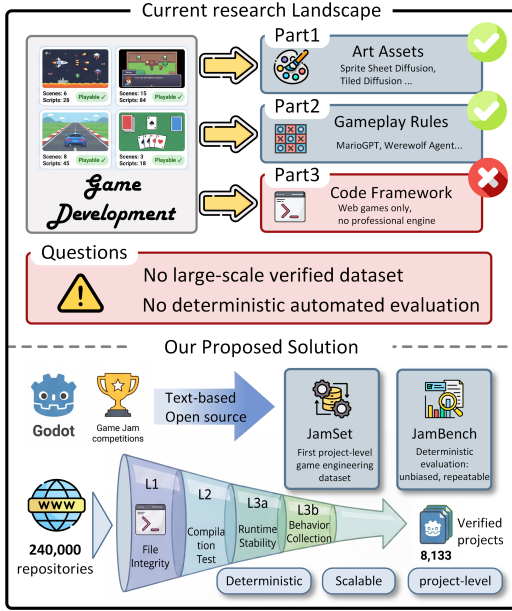 Current research Landscape
Scenes: 6
Scripts: 28
Playable ✓
Scenes: 15
Scripts: 84
Playable ✓
Scenes: 8
Scripts: 45
Playable ✓
Scenes: 3
Scripts: 18
Playable ✓
Game
Development
Part1
Art Assets
Sprite Sheet Diffusion,
Tiled Diffusion ...
Part2
Gameplay Rules
MarioGPT, Werewolf Agent...
Part3
Code Framework
Web games only,
no professional engine
Questions
No large-scale verified dataset
No deterministic automated evaluation
Our Proposed Solution
Godot
Game Jam
competitions
Text-based
Open source
JamSet
First project-level
game engineering
dataset
JamBench
Deterministic
evaluation:
unbiased, repeatable
WWW
240,000
repositories
L1
File
Integrity
L2
Compila
tion
Test
L3a
Runtime
Stability
L3b
Behavior
Collection
Verified
projects
8,133
Deterministic
Scalable
project-level